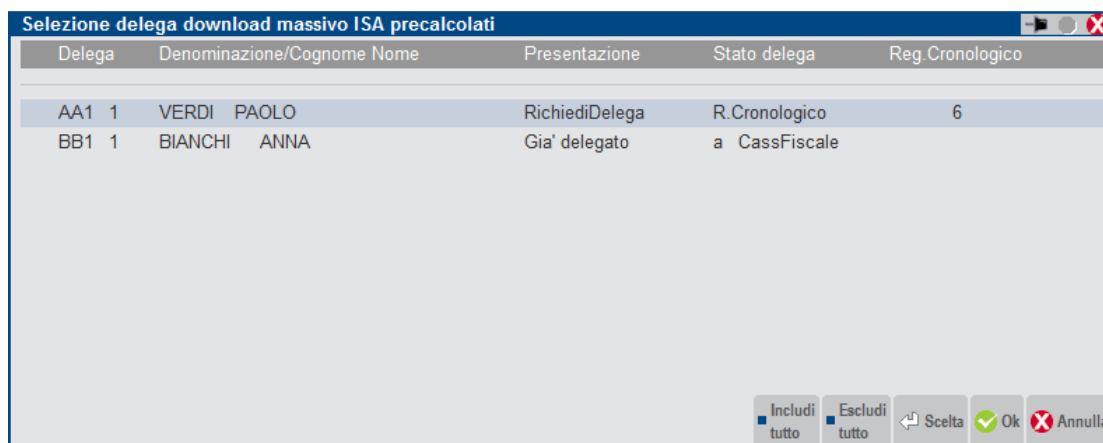 Selezione delega download massivo ISA precalcolati
Delega Denominazione/Cognome Nome Presentazione Stato delega Reg.Cronologico
AA1 1 VERDI PAOLO RichiediDelega R.Cronologico 6
BB1 1 BIANCHI ANNA Gia' delegato a CassFiscale
Includi tutto Escludi tutto Scelta Ok Annulla